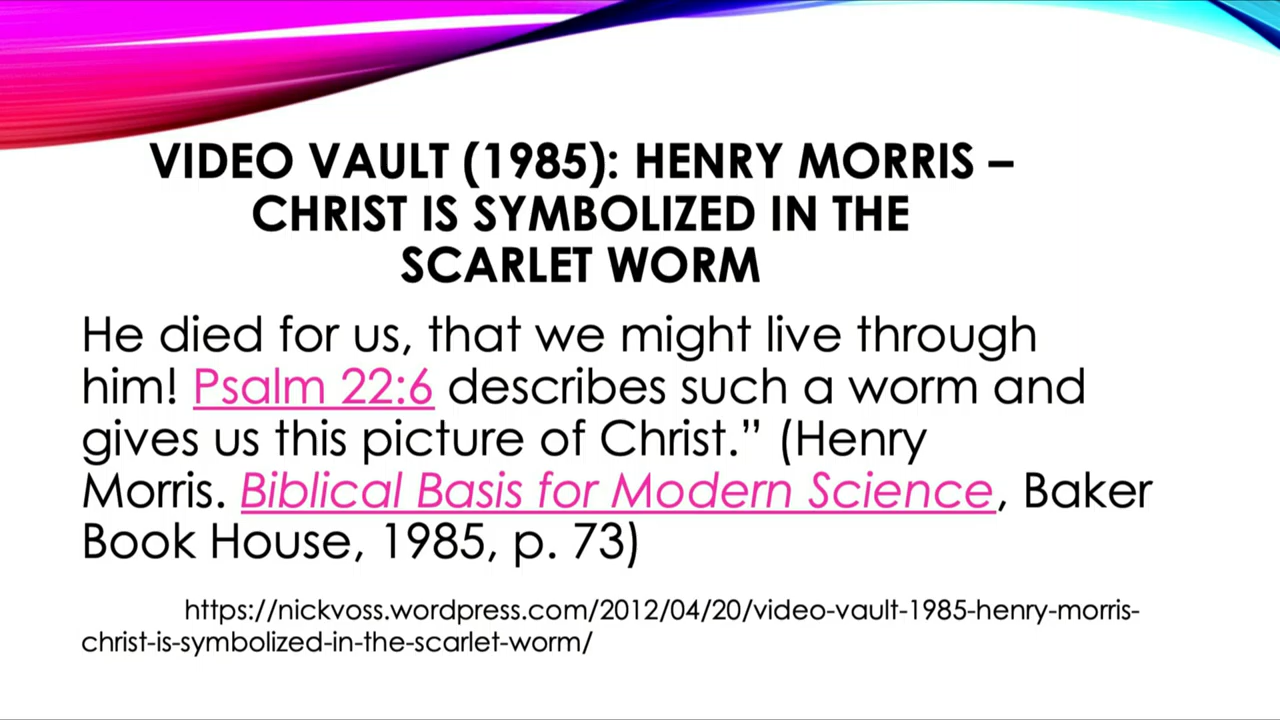 VIDEO VAULT (1985): HENRY MORRIS –
CHRIST IS SYMBOLIZED IN THE
SCARLET WORM
He died for us, that we might live through
him! Psalm 22:6 describes such a worm and
gives us this picture of Christ.” (Henry
Morris. Biblical Basis for Modern Science, Baker
Book House, 1985, p. 73)
https://nickvoss.wordpress.com/2012/04/20/video-vault-1985-henry-morris-
christ-is-symbolized-in-the-scarlet-worm/